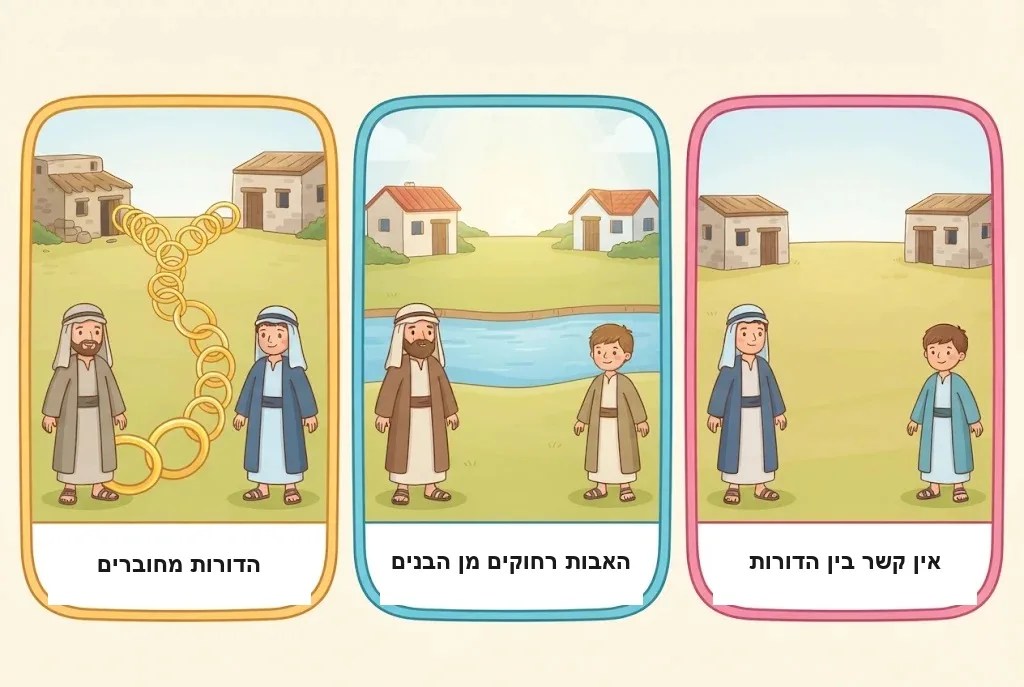 אין קשר בין הדורות
האבות רחוקים מן הבנים
הדורות מחוברים